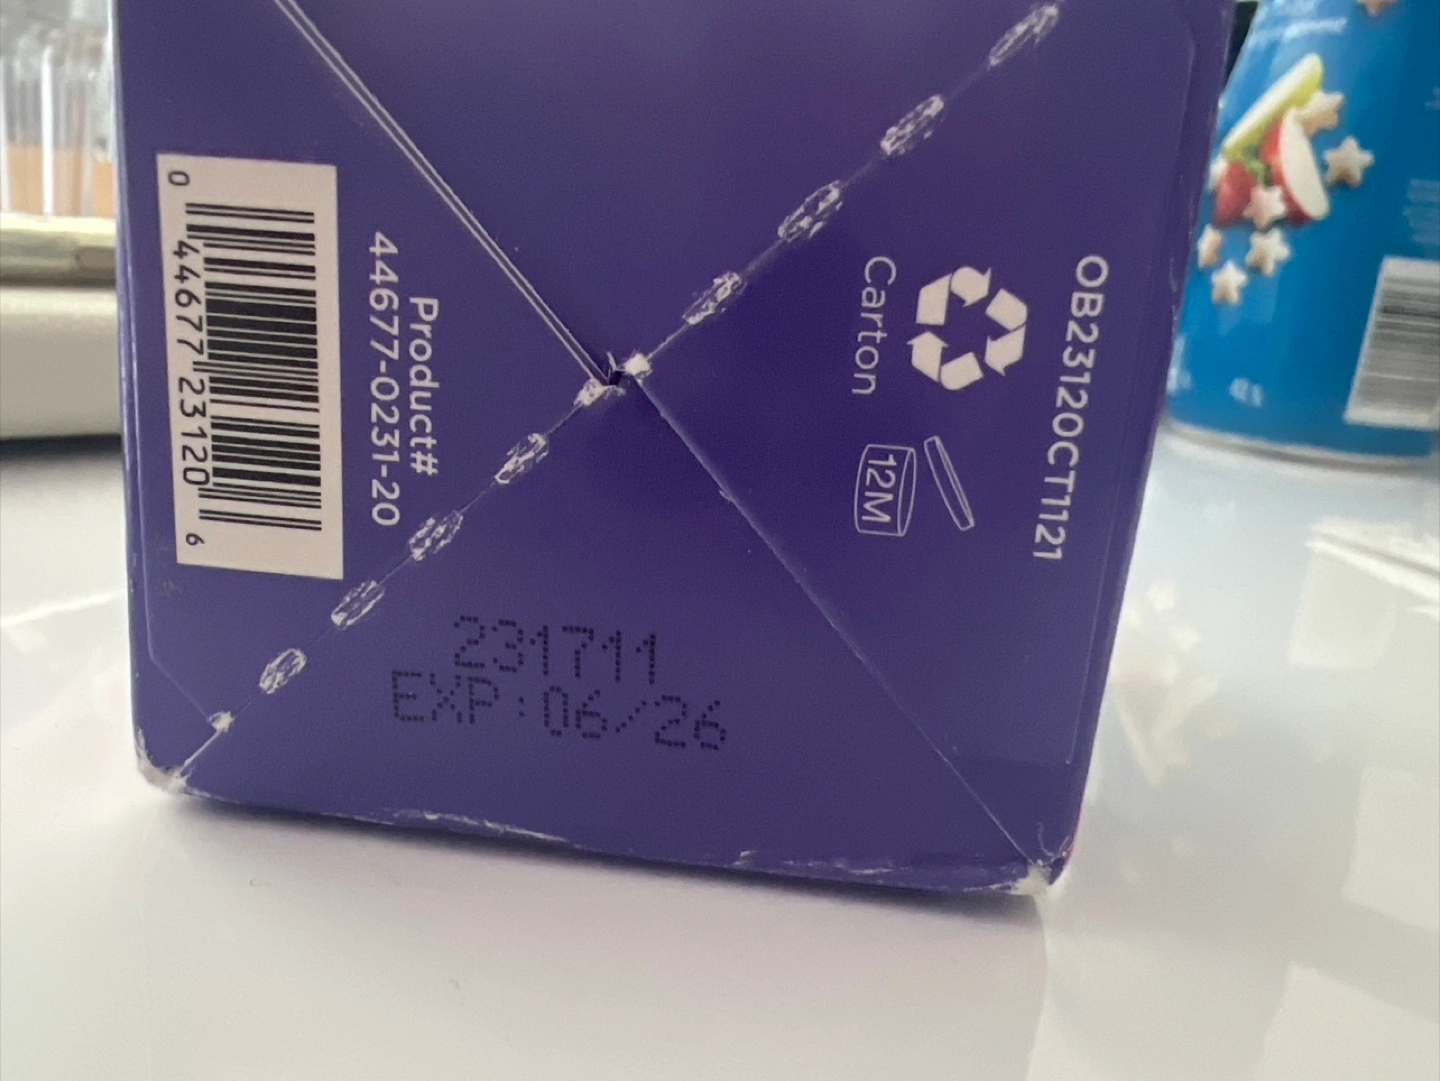 0 44677 23120 6
Product#
44677-0231-20
Carton
12M
OB23120CT1121
231711
EXP:06/26